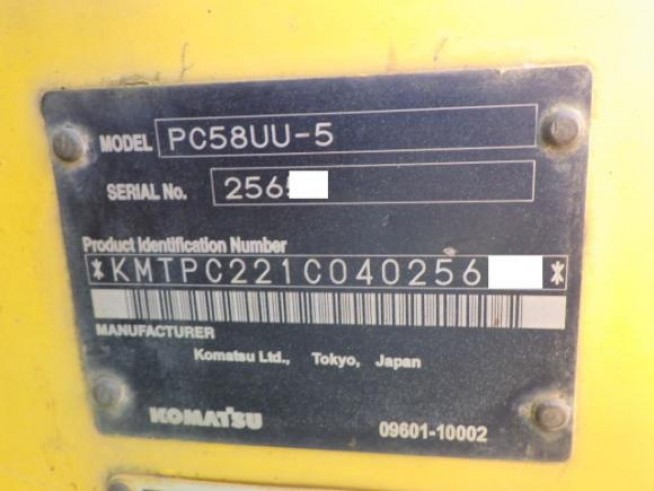 MODEL PC58UU-5
SERIAL No. 256
Product Identification Number
*KMTPC221C040256 *
MANUFACTURER
Komatsu Ltd., Tokyo, Japan
KOMATSU 09601-10002